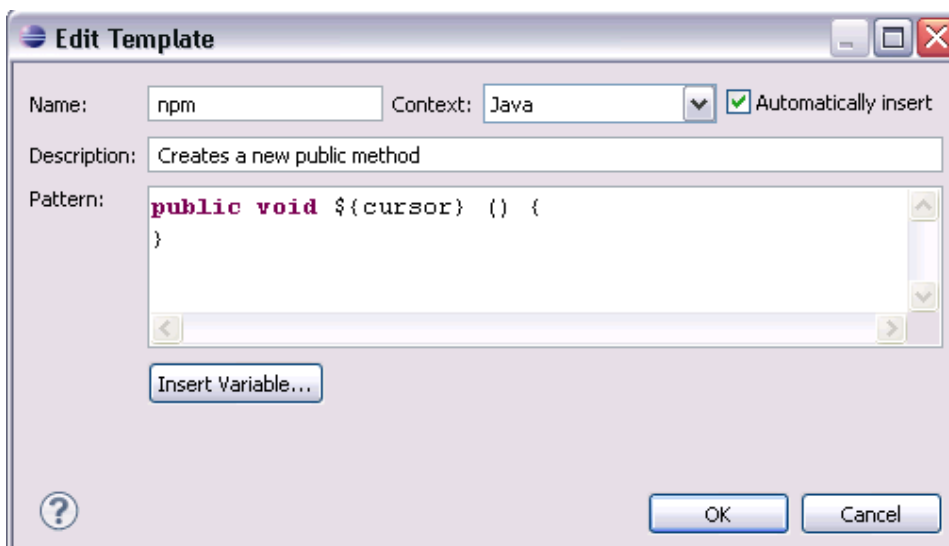 Edit Template
Name: npm Context: Java Automatically insert
Description: Creates a new public method
Pattern: public void ${cursor} () {
}
Insert Variable...
? OK Cancel